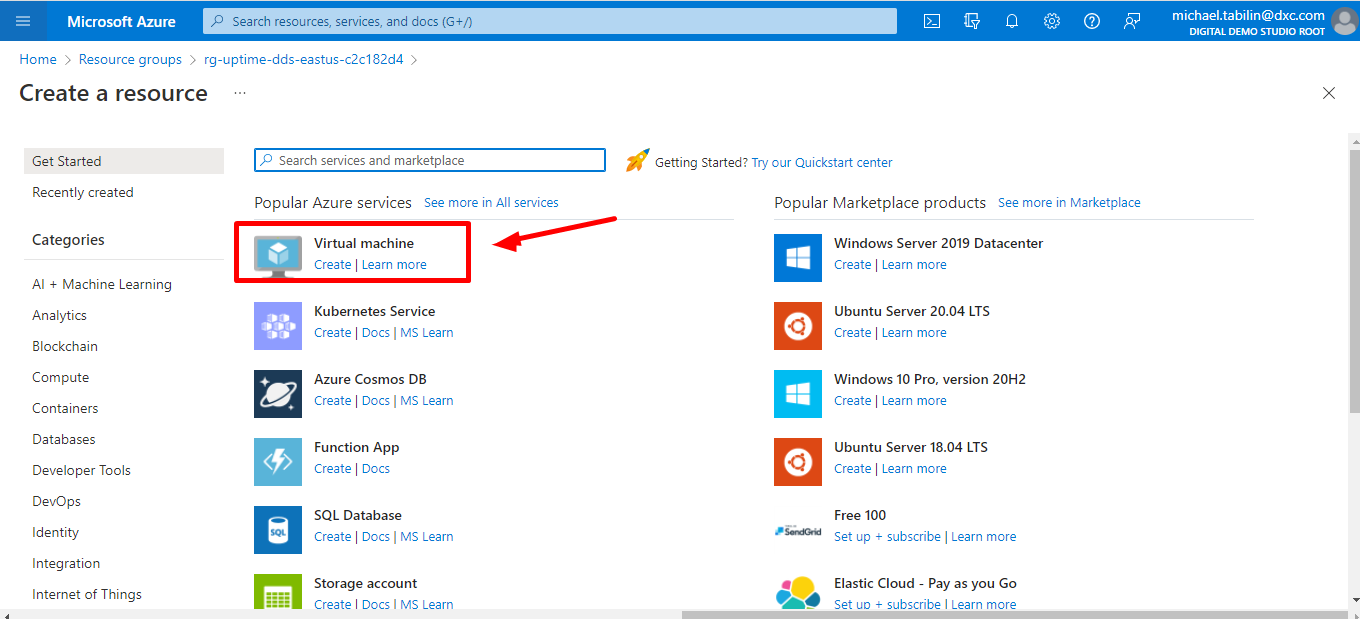 Microsoft Azure
Search resources, services, and docs (G+/)
michael.tabilin@dxc.com
DIGITAL DEMO STUDIO ROOT
Home > Resource groups > rg-uptime-dds-eastus-c2c182d4 >
Create a resource ...
Get Started
Recently created
Categories
AI + Machine Learning
Analytics
Blockchain
Compute
Containers
Databases
Developer Tools
DevOps
Identity
Integration
Internet of Things
Search services and marketplace
Getting Started? Try our Quickstart center
Popular Azure services See more in All services
Virtual machine
Create | Learn more
Kubernetes Service
Create | Docs | MS Learn
Azure Cosmos DB
Create | Docs | MS Learn
Function App
Create | Docs
SQL
SQL Database
Create | Docs | MS Learn
Storage account
Create | Docs | MS Learn
Popular Marketplace products See more in Marketplace
Windows Server 2019 Datacenter
Create | Learn more
Ubuntu Server 20.04 LTS
Create | Learn more
Windows 10 Pro, version 20H2
Create | Learn more
Ubuntu Server 18.04 LTS
Create | Learn more
SendGrid
Free 100
Set up + subscribe | Learn more
Elastic Cloud - Pay as you Go
Set up + subscribe | Learn more